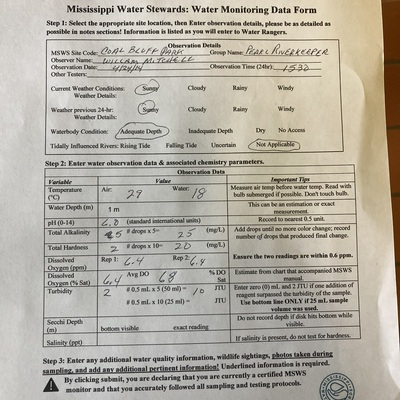 Mississippi Water Stewards: Water Monitoring Data Form
Step 1: Select the appropriate site location, then Enter observation details, please be as detailed as
possible in notes section! Information is listed as you will enter to Water Rangers.
Observation Details
MSWS Site Code: COAL BLUFF PARK Group Name: PEARL RIVERKEEPER
Observer Name: WILLIAM MITCHELL
Observation Date: 4/24/24 Observation Time (24hr): 1530
Other Testers:
Current Weather Conditions: Sunny Cloudy Rainy Windy
Weather Details:
Weather previous 24-hr: Sunny Cloudy Rainy Windy
Weather Details:
Waterbody Condition: Adequate Depth Inadequate Depth Dry No Access
Tidally Influenced Rivers: Rising Tide Falling Tide Uncertain Not Applicable
Step 2: Enter water observation data & associated chemistry parameters.
Observation Data
Variable Value Important Tips
Temperature (°C) Air: 29 Water: 18 Measure air temp before water temp. Read with bulb submerged if possible. Don't touch bulb.
Water Depth (m) 1 m This can be an estimation or exact measurement.
pH (0-14) 6.0 (standard international units) Record to nearest 0.5 unit.
Total Alkalinity 5 # drops x 5= 25 (mg/L) Add drops until no more color change; record number of drops that produced final change.
Total Hardness 2 # drops x 10= 20 (mg/L)
Dissolved Oxygen (ppm) Rep 1: 6.4 Rep 2: 6.4 Ensure the two readings are within 0.6 ppm.
Dissolved Oxygen (% Sat) 6.4 Avg DO 68 % DO Sat Estimate from chart accompanied MSWS manual.
Turbidity 2 # 0.5 mL x 5 (50 ml) = 10 JTU Enter zero (0) mL and 2 JTU if one addition of reagent surpassed the turbidity of the sample.
# 0.5 mL x 10 (25 ml) = JTU Use bottom line ONLY if 25 mL sample volume was used.
Secchi Depth (m) bottom visible exact reading Do not record depth if disk hits bottom while visible.
Salinity (ppt) If salinity is present, do not test for hardness.
Step 3: Enter any additional water quality information, wildlife sightings, photos taken during
sampling, and add any additional pertinent information! Underlined information is required.
By clicking submit, you are declaring that you are currently a certified MSWS
monitor and that you accurately followed all sampling and testing protocols.